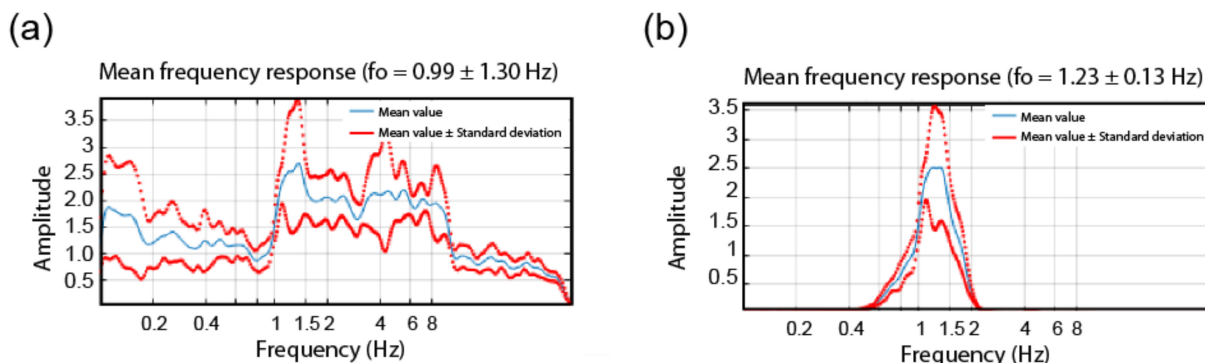 (a)
Mean frequency response (fo = 0.99 ± 1.30 Hz)
Mean value
Mean value ± Standard deviation
Amplitude
3.5
3.0
2.5
2.0
1.5
1.0
0.5
0.2 0.4 1 1.5 2 4 6 8
Frequency (Hz)
(b)
Mean frequency response (fo = 1.23 ± 0.13 Hz)
Mean value
Mean value ± Standard deviation
Amplitude
3.5
3.0
2.5
2.0
1.5
1
0.5
0.2 0.4 1 1.5 2 4 6 8
Frequency (Hz)